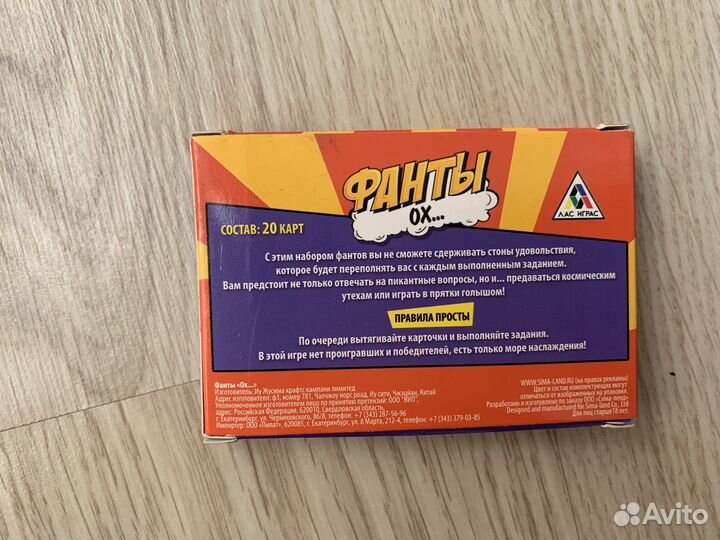 ФАНТЫ
ОХ...
ЛАС ИГРАС
СОСТАВ: 20 КАРТ
С этим набором фантов вы не сможете сдерживать стоны удовольствия,
которое будет переполнять вас с каждым выполненным заданием.
Вам предстоит не только отвечать на пикантные вопросы, но и... предаваться космическим
утехам или играть в прятки голышом!
ПРАВИЛА ПРОСТЫ
По очереди вытягивайте карточки и выполняйте задания.
В этой игре нет проигравших и победителей, есть только море наслаждения!
Фанты «Ох...»
Изготовитель: Иу Жусима крафтс кампани лимитед
Адрес изготовителя: ф3, номер 781, Чаочжоу норс роад, Иу сити, Чжэцзян, Китай
Уполномоченное изготовителем лицо по принятию претензий: ООО "ВИП",
адрес: Российская Федерация, 620010, Свердловская область,
г. Екатеринбург, ул. Черняховского, 86/8, телефон: +7 (343) 287-56-96
Импортер: ООО «Пилат», 620085, г. Екатеринбург, ул. 8 Марта, 212-4, телефон: +7 (343) 379-03-85
WWW.SIMA-LAND.RU (на правах рекламы)
Цвет и состав комплектующих могут
отличаться от изображенных на упаковке.
Разработано и изготовлено по заказу ООО «Сима-ленд»
Designed and manufactured for Sima-land Co., Ltd
Для лиц старше 18 лет.
Avito